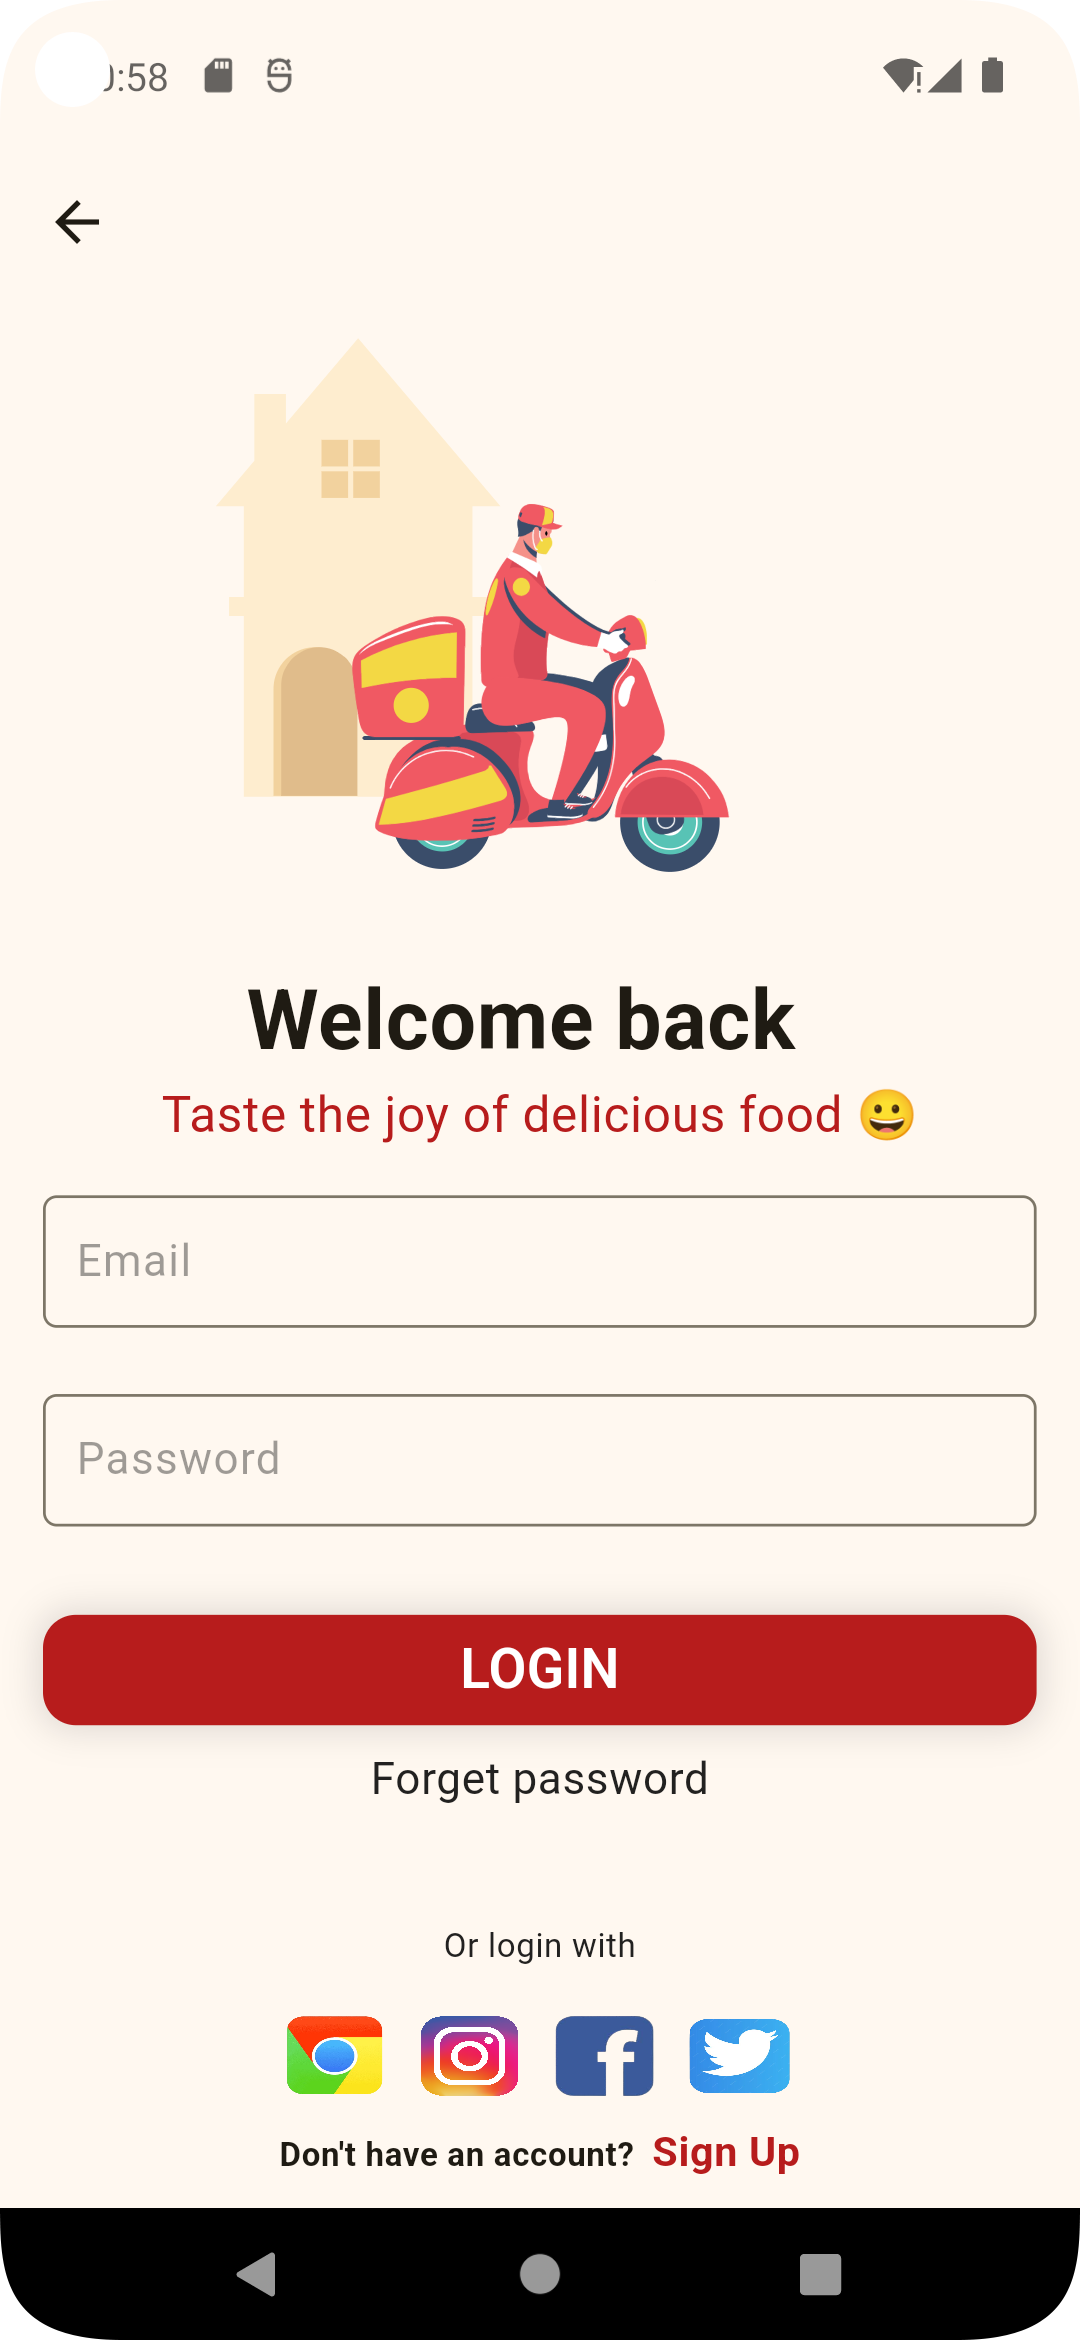 :58
Welcome back
Taste the joy of delicious food 😀
Email
Password
LOGIN
Forget password
Or login with
Don't have an account? Sign Up